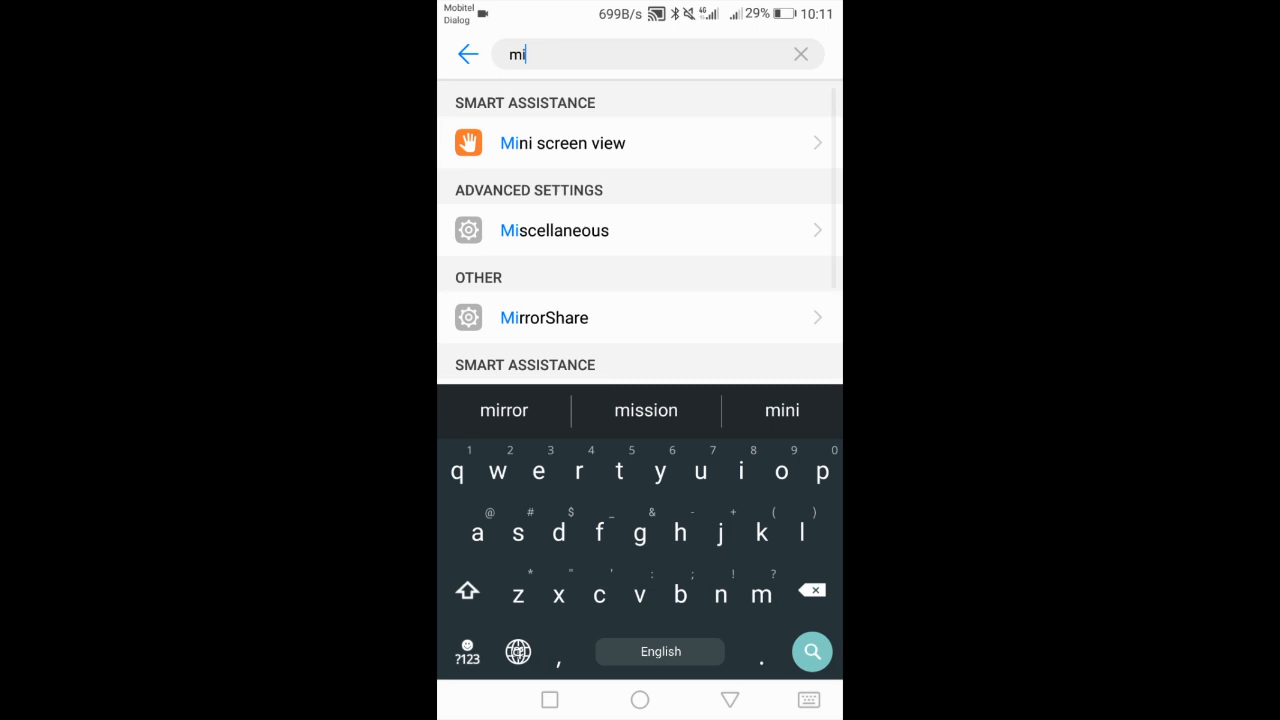 Mobitel
Dialog
699B/s 4G 29% 10:11
mi
SMART ASSISTANCE
Mini screen view
ADVANCED SETTINGS
Miscellaneous
OTHER
MirrorShare
SMART ASSISTANCE
mirror mission mini
1 2 3 4 5 6 7 8 9 0
q w e r t y u i o p
@ # $ _ & - + ( )
a s d f g h j k l
* " ' : ; ! ?
z x c v b n m
?123 , English .